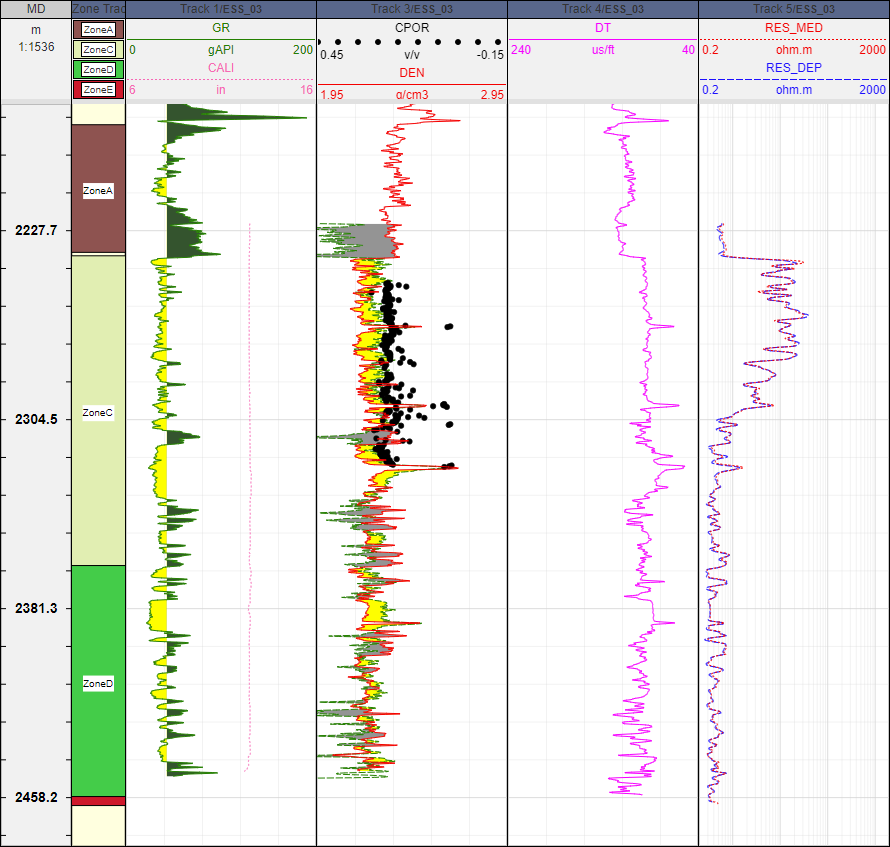 MD
Zone Trac
Track 1/ESS_03
Track 3/ESS_03
Track 4/ESS_03
Track 5/ESS_03
m
1:1536
ZoneA
ZoneC
ZoneD
ZoneE
GR
0 gAPI 200
CALI
6 in 16
CPOR
0.45 v/v -0.15
DEN
1.95 g/cm3 2.95
DT
240 us/ft 40
RES_MED
0.2 ohm.m 2000
RES_DEP
0.2 ohm.m 2000
ZoneA
2227.7
ZoneC
2304.5
2381.3
ZoneD
2458.2